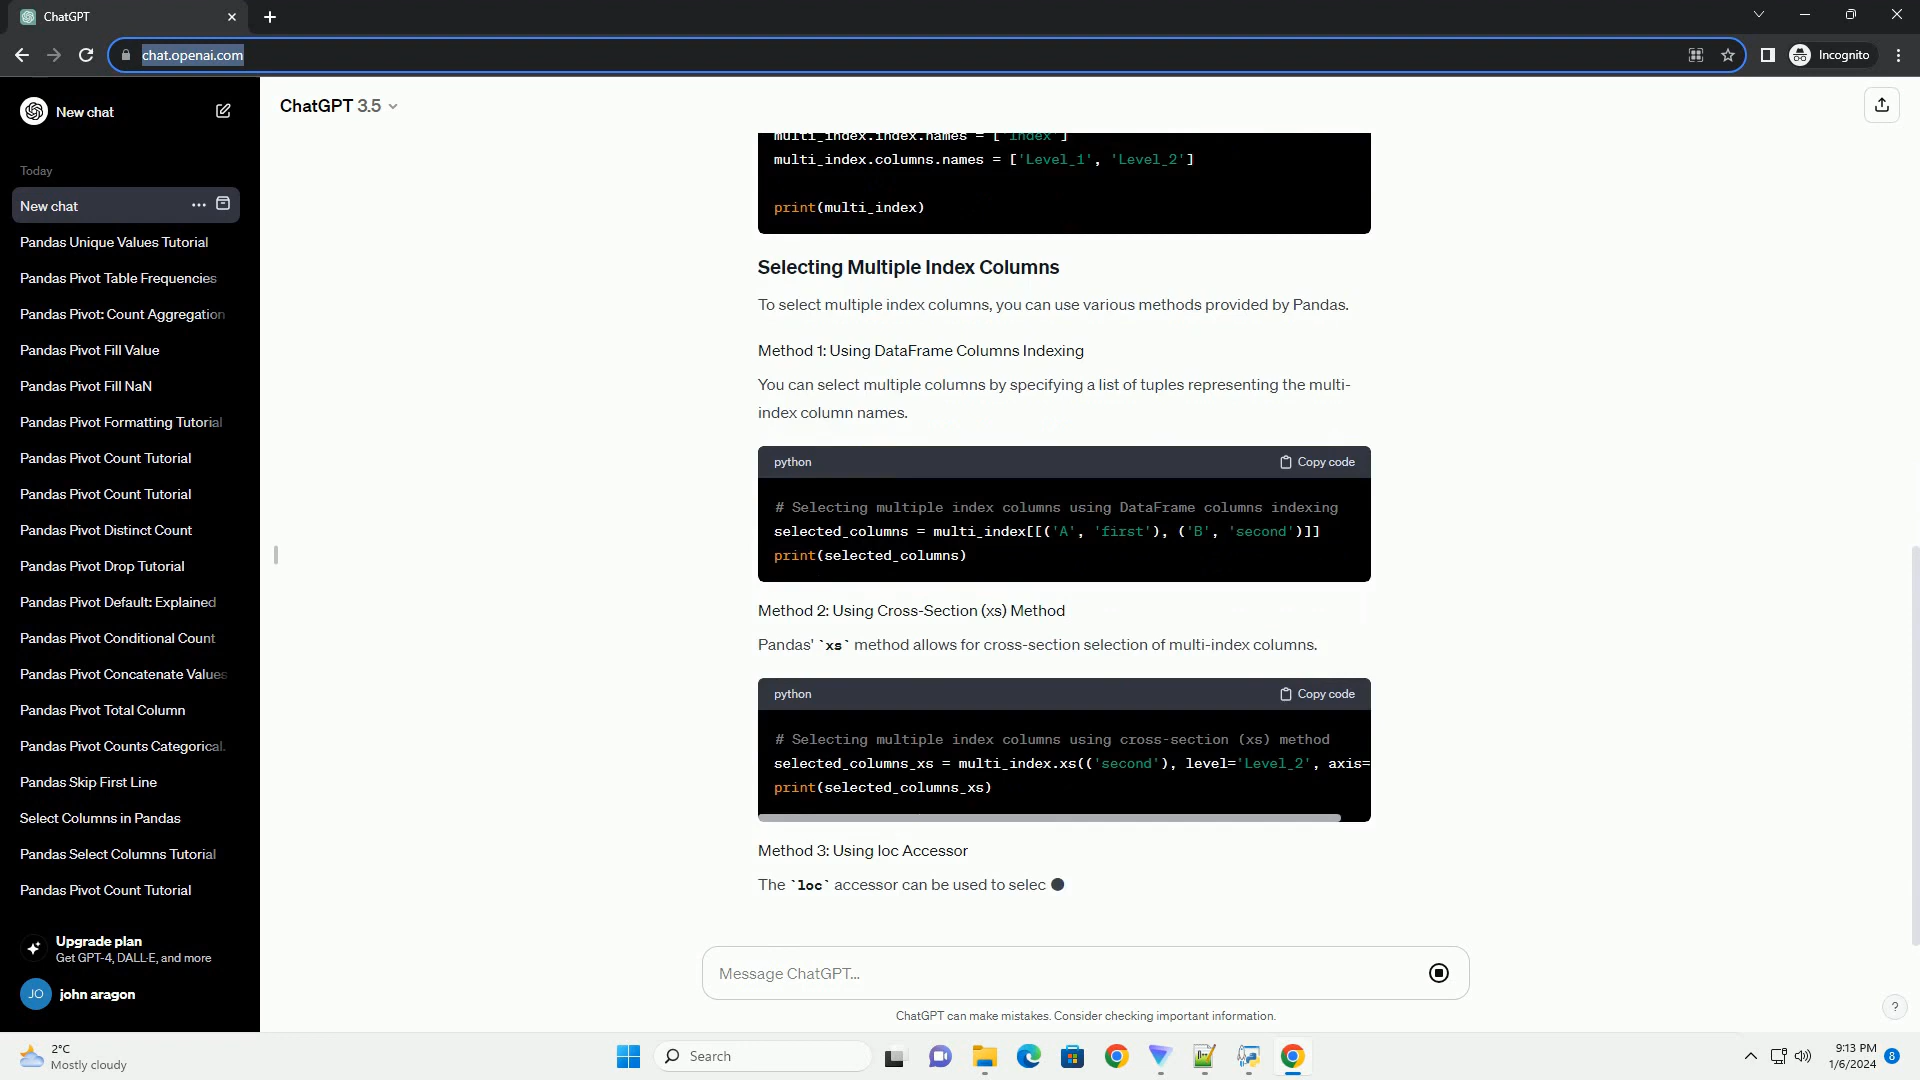 ChatGPT
chat.openai.com
Incognito
New chat
ChatGPT 3.5
Today
New chat
Pandas Unique Values Tutorial
Pandas Pivot Table Frequencies
Pandas Pivot: Count Aggregation
Pandas Pivot Fill Value
Pandas Pivot Fill NaN
Pandas Pivot Formatting Tutorial
Pandas Pivot Count Tutorial
Pandas Pivot Count Tutorial
Pandas Pivot Distinct Count
Pandas Pivot Drop Tutorial
Pandas Pivot Default: Explained
Pandas Pivot Conditional Count
Pandas Pivot Concatenate Values
Pandas Pivot Total Column
Pandas Pivot Counts Categorical.
Pandas Skip First Line
Select Columns in Pandas
Pandas Select Columns Tutorial
Pandas Pivot Count Tutorial
Upgrade plan
Get GPT-4, DALL·E, and more
JO john aragon
multi_index.index.names = ['Index']
multi_index.columns.names = ['Level_1', 'Level_2']
print(multi_index)
Selecting Multiple Index Columns
To select multiple index columns, you can use various methods provided by Pandas.
Method 1: Using DataFrame Columns Indexing
You can select multiple columns by specifying a list of tuples representing the multi-
index column names.
python Copy code
# Selecting multiple index columns using DataFrame columns indexing
selected_columns = multi_index[[('A', 'first'), ('B', 'second')]]
print(selected_columns)
Method 2: Using Cross-Section (xs) Method
Pandas' `xs` method allows for cross-section selection of multi-index columns.
python Copy code
# Selecting multiple index columns using cross-section (xs) method
selected_columns_xs = multi_index.xs(('second'), level='Level_2', axis=
print(selected_columns_xs)
Method 3: Using loc Accessor
The `loc` accessor can be used to selec
Message ChatGPT...
ChatGPT can make mistakes. Consider checking important information.
?
2°C
Mostly cloudy
Search
9:13 PM
1/6/2024
8